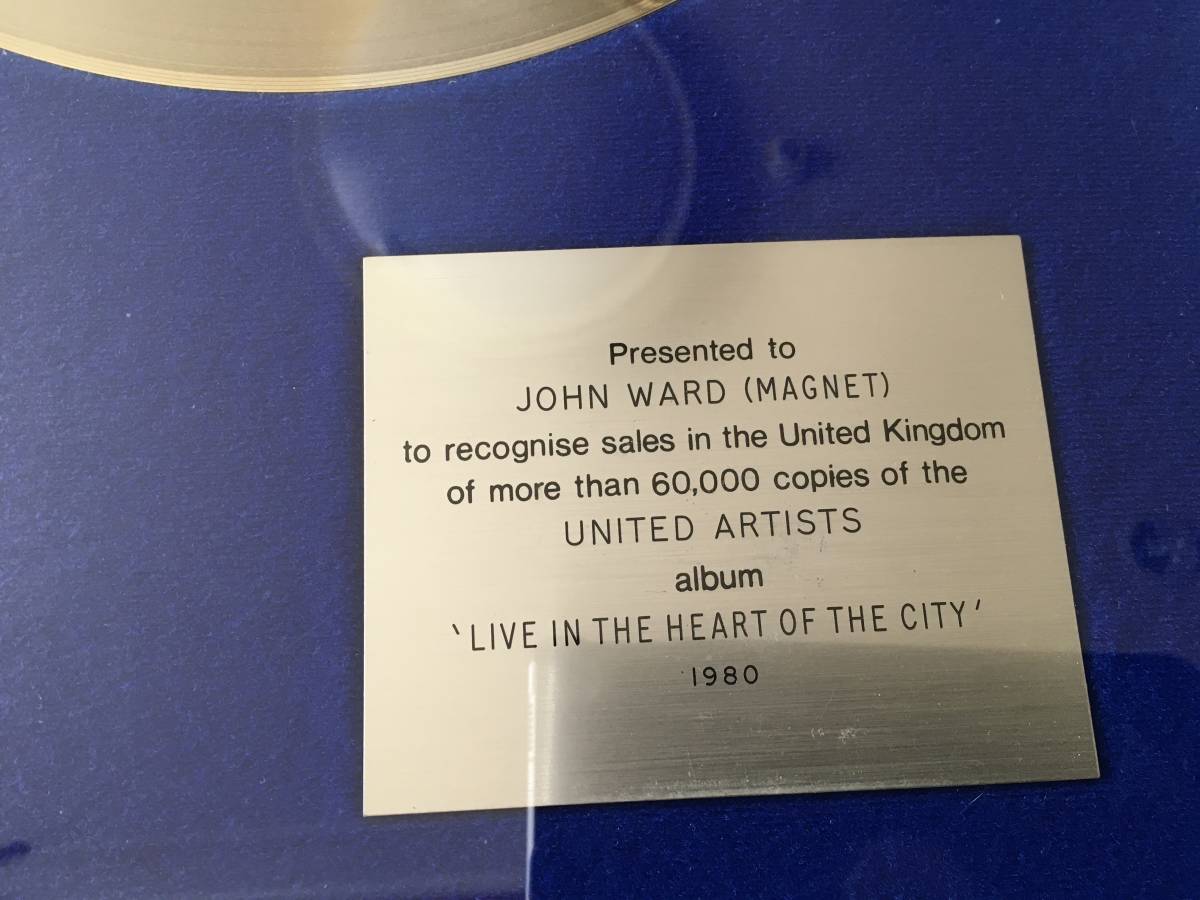 Presented to
JOHN WARD (MAGNET)
to recognise sales in the United Kingdom
of more than 60,000 copies of the
UNITED ARTISTS
album
‵LIVE IN THE HEART OF THE CITY′
1980